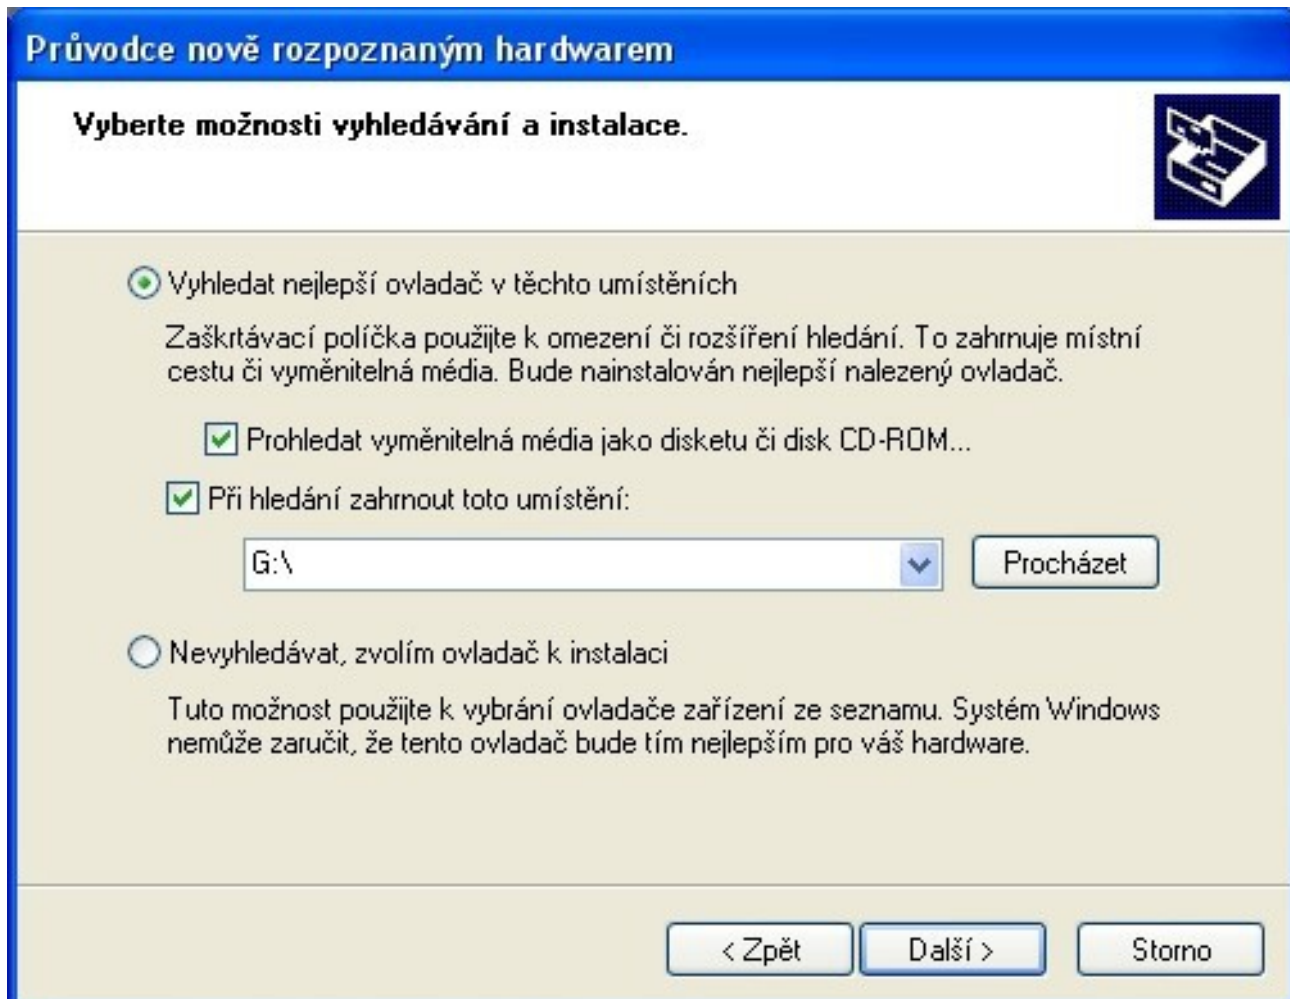 Průvodce nově rozpoznaným hardwarem
Vyberte možnosti vyhledávání a instalace.
Vyhledat nejlepší ovladač v těchto umístěních
Zaškrtávací políčka použijte k omezení či rozšíření hledání. To zahrnuje místní
cestu či vyměnitelná média. Bude nainstalován nejlepší nalezený ovladač.
Prohledat vyměnitelná média jako disketu či disk CD-ROM...
Při hledání zahrnout toto umístění:
G:\
Procházet
Nevyhledávat, zvolím ovladač k instalaci
Tuto možnost použijte k vybrání ovladače zařízení ze seznamu. Systém Windows
nemůže zaručit, že tento ovladač bude tím nejlepším pro váš hardware.
< Zpět
Další >
Storno